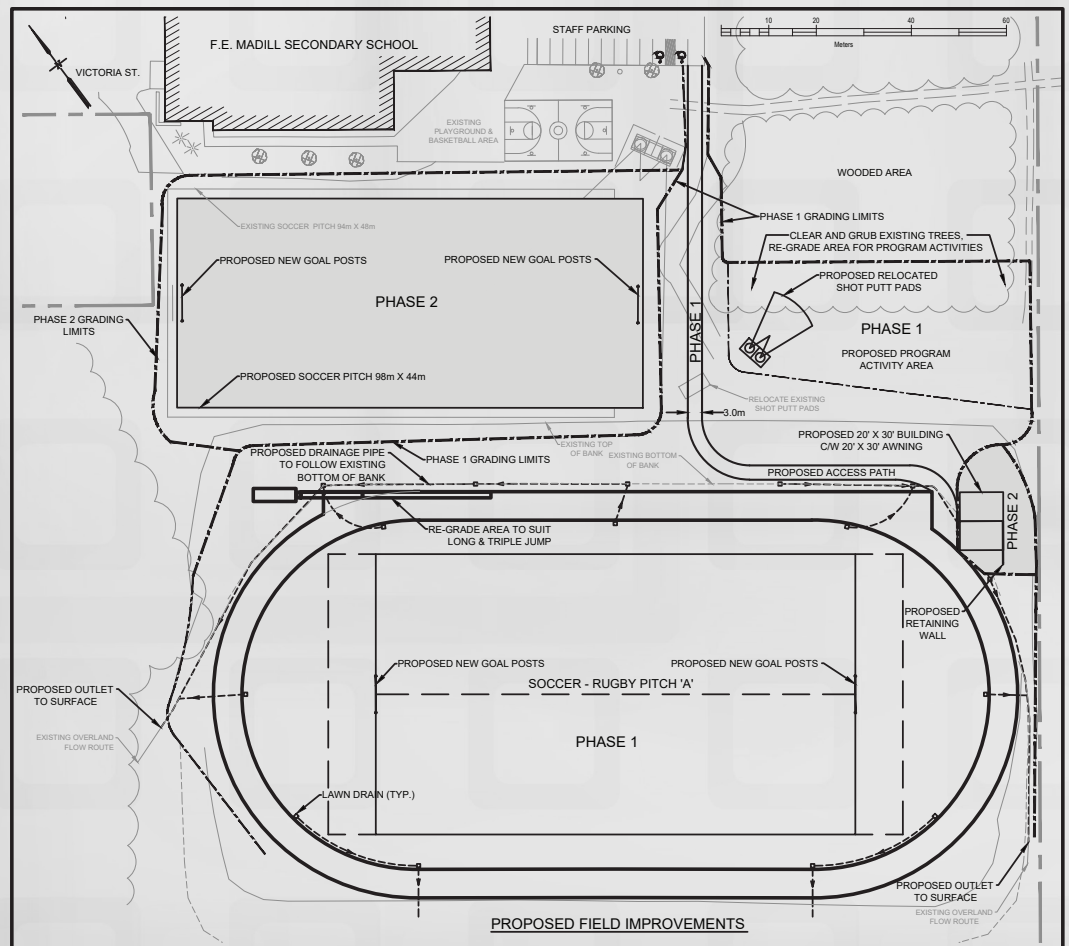 F.E. MADILL SECONDARY SCHOOL
STAFF PARKING
10
20
40
60
Meters
VICTORIA ST.
EXISTING
PLAYGROUND &
BASKETBALL AREA
WOODED AREA
PHASE 1 GRADING LIMITS
EXISTING SOCCER PITCH 94m X 48m
CLEAR AND GRUB EXISTING TREES,
RE-GRADE AREA FOR PROGRAM ACTIVITIES
PROPOSED NEW GOAL POSTS
PROPOSED NEW GOAL POSTS
PROPOSED RELOCATED
SHOT PUTT PADS
PHASE 2
PHASE 1
PHASE 1
PHASE 2 GRADING
LIMITS
PROPOSED PROGRAM
ACTIVITY AREA
PROPOSED SOCCER PITCH 98m X 44m
RELOCATE EXISTING
SHOT PUTT PADS
3.0m
PROPOSED 20' X 30' BUILDING
C/W 20' X 30' AWNING
EXISTING TOP
OF BANK
PROPOSED DRAINAGE PIPE
TO FOLLOW EXISTING
BOTTOM OF BANK
PHASE 1 GRADING LIMITS
EXISTING BOTTOM
OF BANK
PROPOSED ACCESS PATH
RE-GRADE AREA TO SUIT
LONG & TRIPLE JUMP
PHASE 2
PROPOSED
RETAINING
WALL
PROPOSED NEW GOAL POSTS
PROPOSED NEW GOAL POSTS
SOCCER - RUGBY PITCH 'A'
PROPOSED OUTLET
TO SURFACE
EXISTING OVERLAND
FLOW ROUTE
PHASE 1
LAWN DRAIN (TYP.)
PROPOSED OUTLET
TO SURFACE
EXISTING OVERLAND
FLOW ROUTE
PROPOSED FIELD IMPROVEMENTS